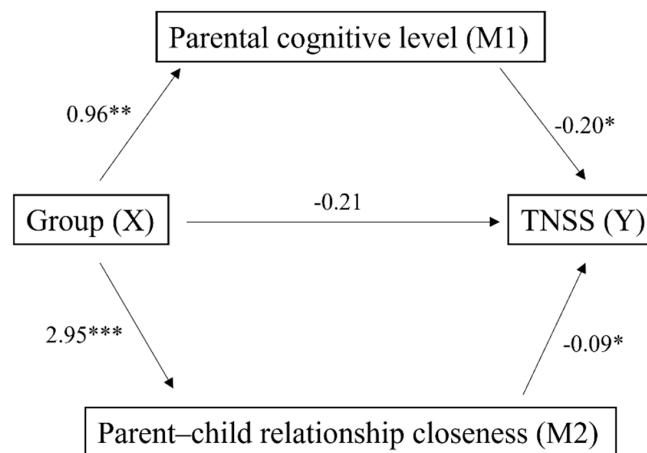 Parental cognitive level (M1)
0.96**
-0.20*
Group (X)
-0.21
TNSS (Y)
2.95***
-0.09*
Parent–child relationship closeness (M2)